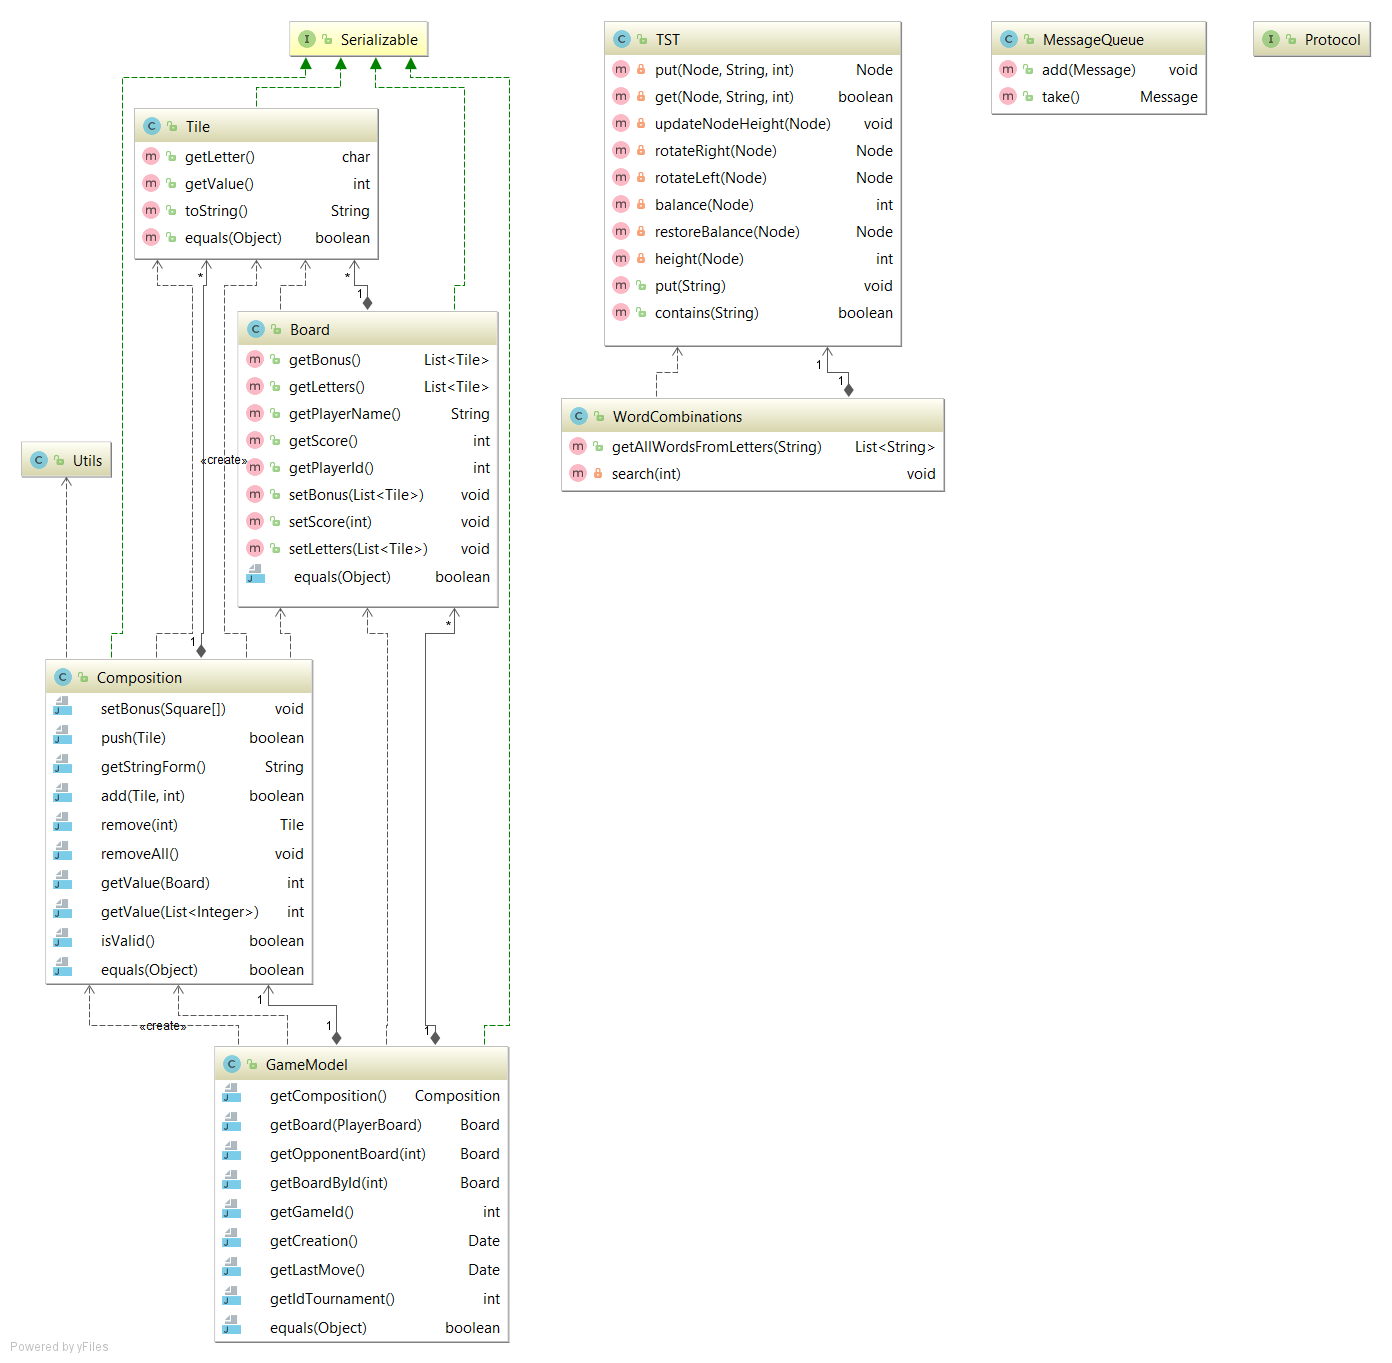 Serializable
Tile
getLetter() char
getValue() int
toString() String
equals(Object) boolean
* *
1
Board
getBonus() List<Tile>
getLetters() List<Tile>
getPlayerName() String
getScore() int
getPlayerId() int
setBonus(List<Tile>) void
setScore(int) void
setLetters(List<Tile>) void
equals(Object) boolean
«create»
Utils
*
1
Composition
setBonus(Square[]) void
push(Tile) boolean
getStringForm() String
add(Tile, int) boolean
remove(int) Tile
removeAll() void
getValue(Board) int
getValue(List<Integer>) int
isValid() boolean
equals(Object) boolean
1
«create» 1 1
GameModel
getComposition() Composition
getBoard(PlayerBoard) Board
getOpponentBoard(int) Board
getBoardById(int) Board
getGameId() int
getCreation() Date
getLastMove() Date
getIdTournament() int
equals(Object) boolean
TST
put(Node, String, int) Node
get(Node, String, int) boolean
updateNodeHeight(Node) void
rotateRight(Node) Node
rotateLeft(Node) Node
balance(Node) int
restoreBalance(Node) Node
height(Node) int
put(String) void
contains(String) boolean
1
1
WordCombinations
getAllWordsFromLetters(String) List<String>
search(int) void
MessageQueue
add(Message) void
take() Message
Protocol
Powered by yFiles